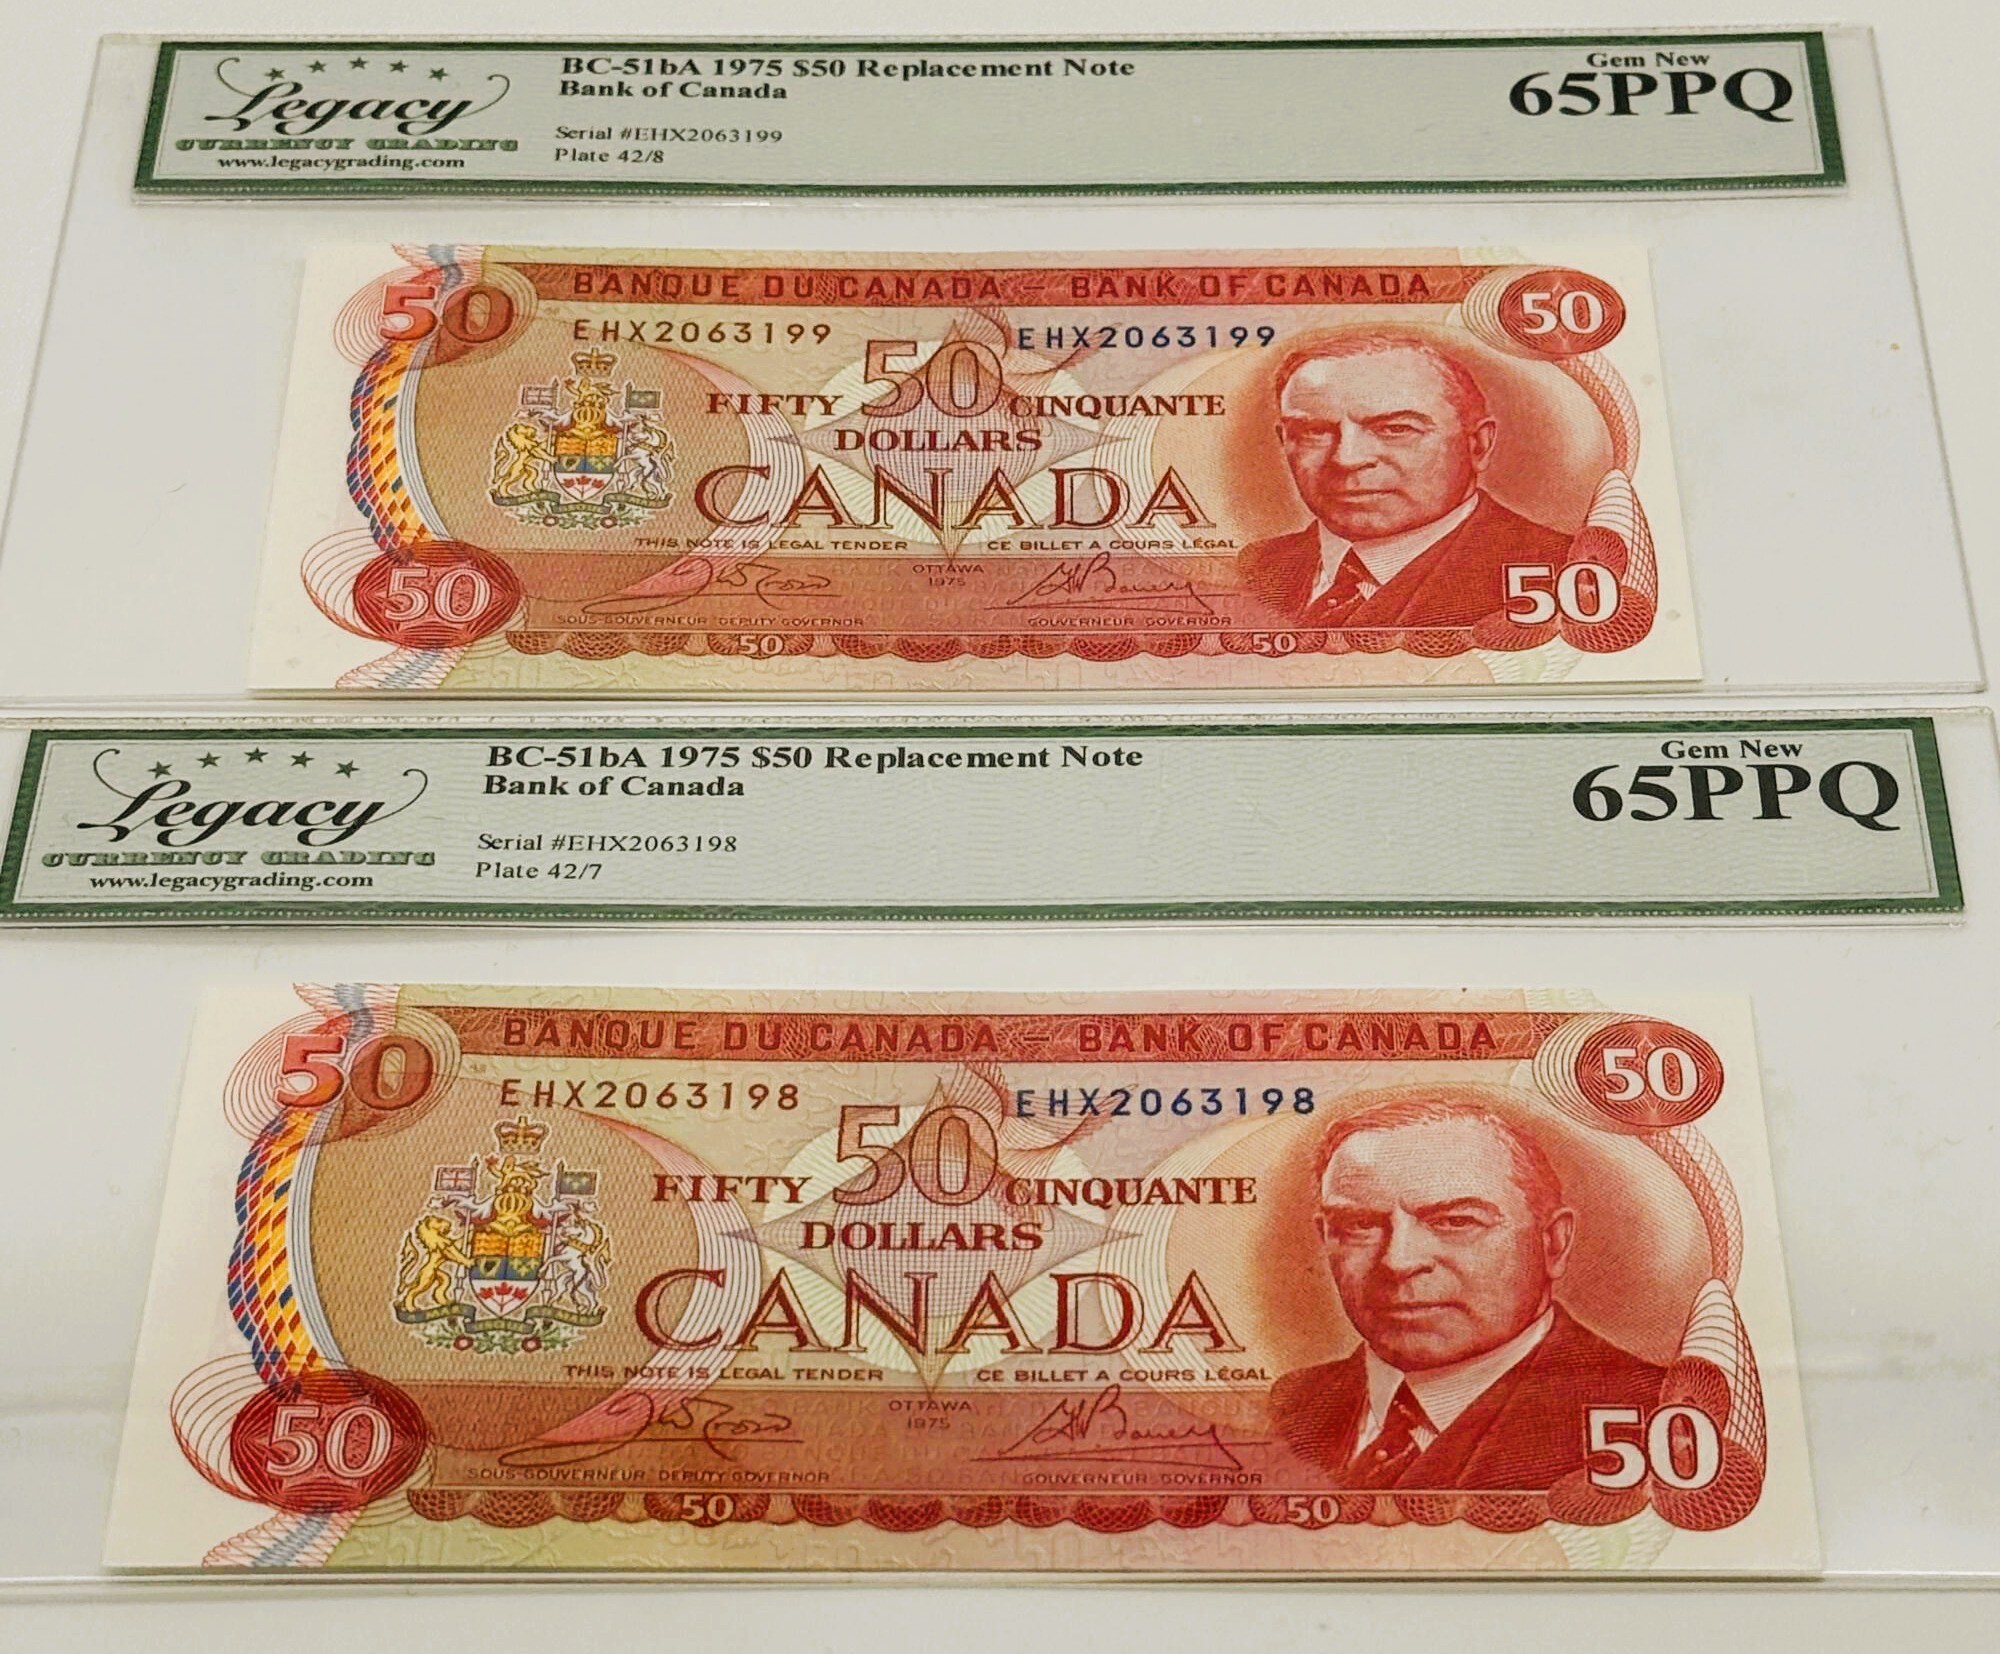 Legacy
CURRENCY GRADING
www.legacygrading.com
BC-51bA 1975 $50 Replacement Note
Bank of Canada
Serial #EHX2063199
Plate 42/8
Gem New
65PPQ
50
BANQUE DU CANADA – BANK OF CANADA
50
EHX2063199
EHX2063199
50
FIFTY
CINQUANTE
DOLLARS
CANADA
THIS NOTE IS LEGAL TENDER
CE BILLET A COURS LÉGAL
OTTAWA
1975
50
50
SOUS-GOUVERNEUR DEPUTY GOVERNOR
GOUVERNEUR GOVERNOR
50
50
Legacy
CURRENCY GRADING
www.legacygrading.com
BC-51bA 1975 $50 Replacement Note
Bank of Canada
Serial #EHX2063198
Plate 42/7
Gem New
65PPQ
50
BANQUE DU CANADA – BANK OF CANADA
50
EHX2063198
EHX2063198
50
FIFTY
CINQUANTE
DOLLARS
CANADA
THIS NOTE IS LEGAL TENDER
CE BILLET A COURS LÉGAL
OTTAWA
1975
50
50
SOUS-GOUVERNEUR DEPUTY GOVERNOR
GOUVERNEUR GOVERNOR
50
50